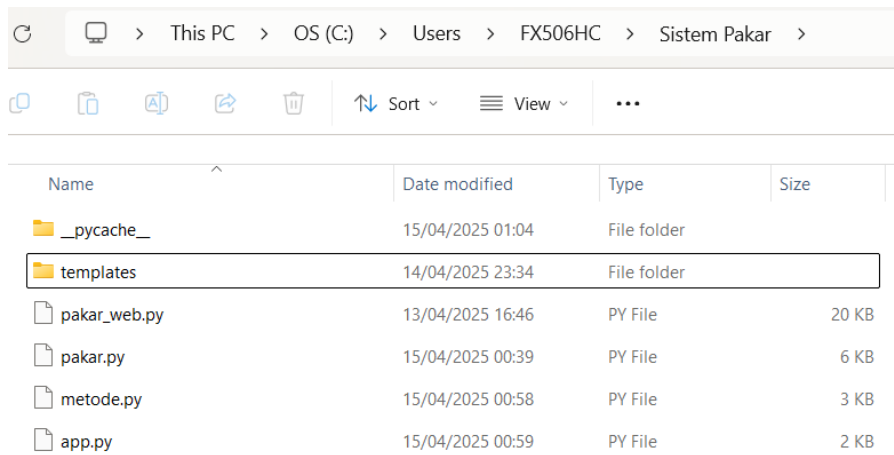 This PC > OS (C:) > Users > FX506HC > Sistem Pakar >
Sort View ...
Name Date modified Type Size
__pycache__ 15/04/2025 01:04 File folder
templates 14/04/2025 23:34 File folder
pakar_web.py 13/04/2025 16:46 PY File 20 KB
pakar.py 15/04/2025 00:39 PY File 6 KB
metode.py 15/04/2025 00:58 PY File 3 KB
app.py 15/04/2025 00:59 PY File 2 KB